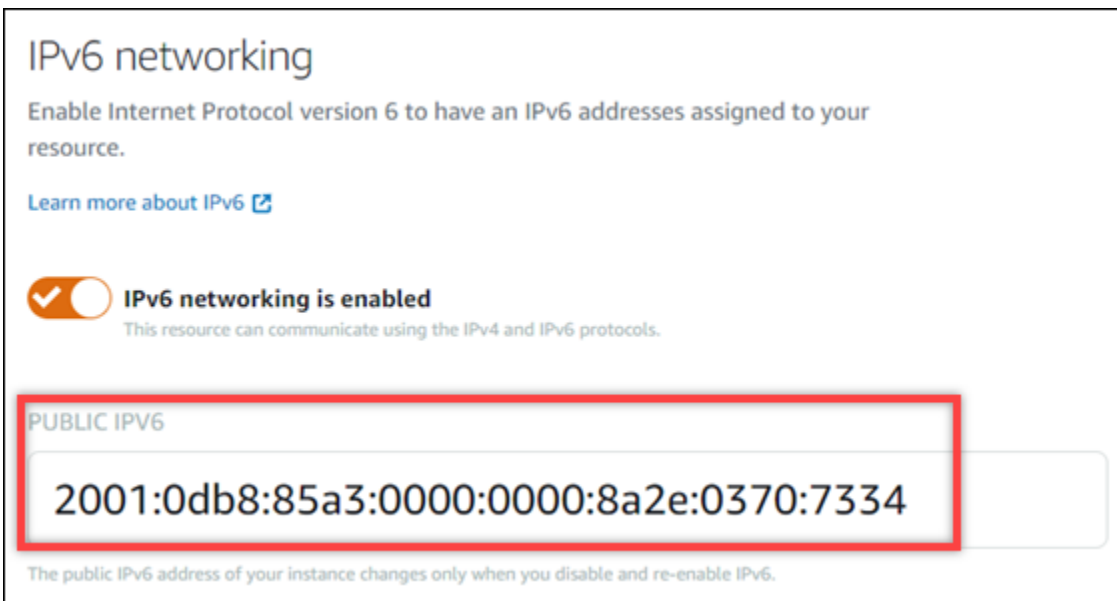 IPv6 networking
Enable Internet Protocol version 6 to have an IPv6 addresses assigned to your
resource.
Learn more about IPv6
IPv6 networking is enabled
This resource can communicate using the IPv4 and IPv6 protocols.
PUBLIC IPV6
2001:0db8:85a3:0000:0000:8a2e:0370:7334
The public IPv6 address of your instance changes only when you disable and re-enable IPv6.